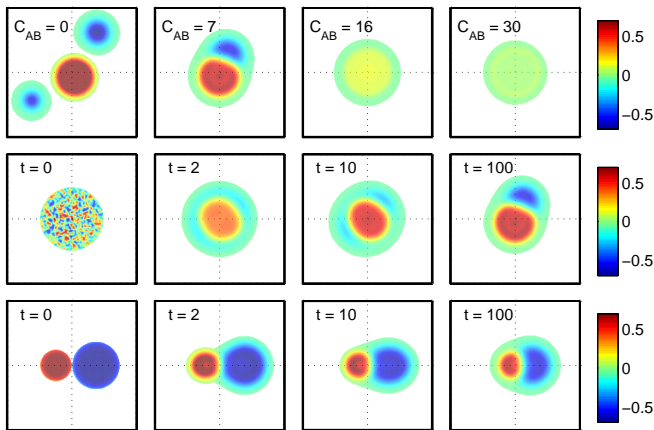 C_AB = 0
C_AB = 7
C_AB = 16
C_AB = 30
0.5
0
−0.5
t = 0
t = 2
t = 10
t = 100
0.5
0
−0.5
t = 0
t = 2
t = 10
t = 100
0.5
0
−0.5